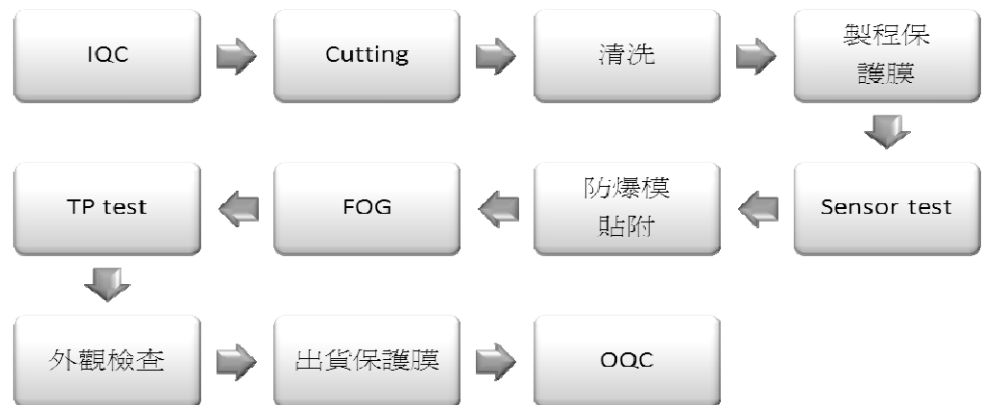 IQC
Cutting
清洗
製程保
護膜
Sensor test
防爆模
貼附
FOG
TP test
外觀檢查
出貨保護膜
OQC